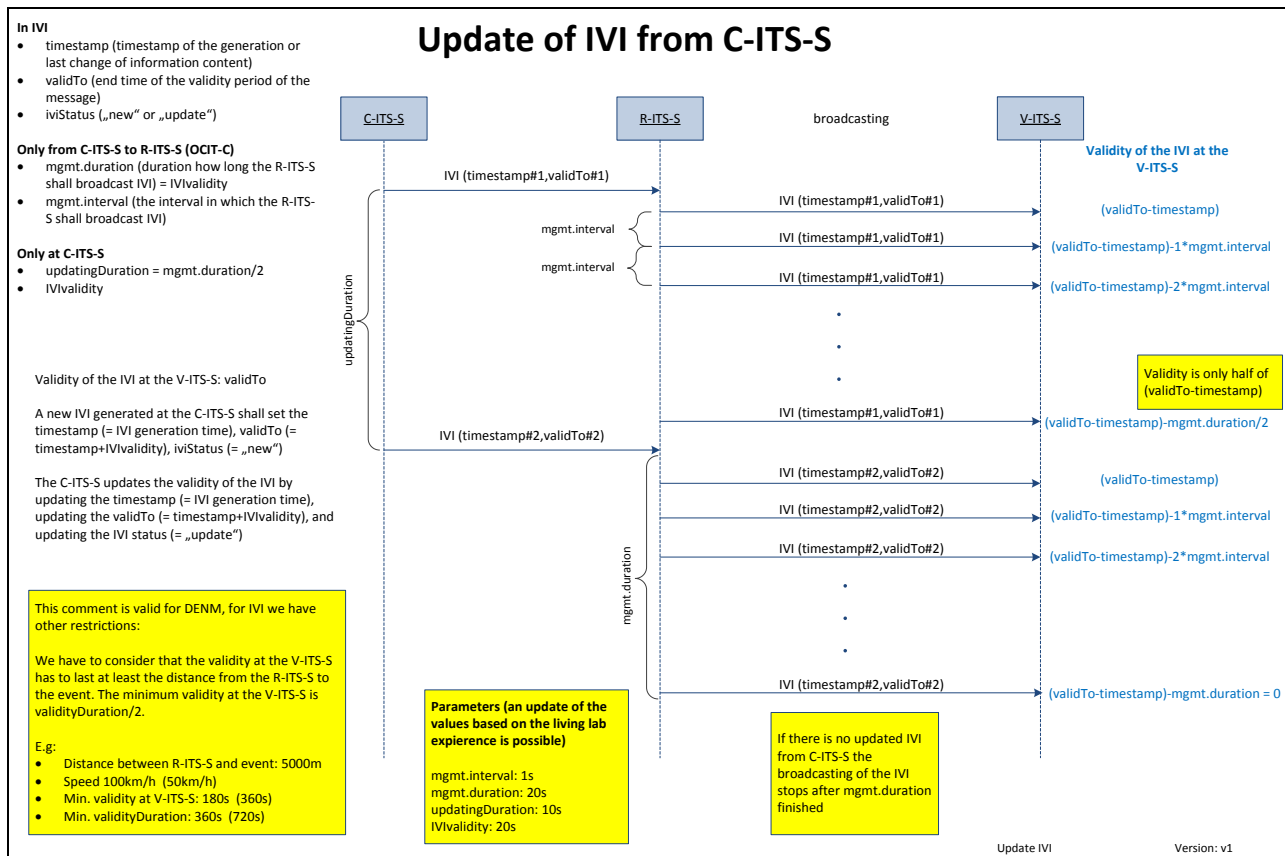 Update of IVI from C-ITS-S
In IVI
• timestamp (timestamp of the generation or
last change of information content)
• validTo (end time of the validity period of the
message)
• iviStatus („new“ or „update“)
Only from C-ITS-S to R-ITS-S (OCIT-C)
• mgmt.duration (duration how long the R-ITS-S
shall broadcast IVI) = IVIvalidity
• mgmt.interval (the interval in which the R-ITS-
S shall broadcast IVI)
Only at C-ITS-S
• updatingDuration = mgmt.duration/2
• IVIvalidity
Validity of the IVI at the V-ITS-S: validTo
A new IVI generated at the C-ITS-S shall set the
timestamp (= IVI generation time), validTo (=
timestamp+IVIvalidity), iviStatus (= „new“)
The C-ITS-S updates the validity of the IVI by
updating the timestamp (= IVI generation time),
updating the validTo (= timestamp+IVIvalidity), and
updating the IVI status (= „update“)
This comment is valid for DENM, for IVI we have
other restrictions:
We have to consider that the validity at the V-ITS-S
has to last at least the distance from the R-ITS-S to
the event. The minimum validity at the V-ITS-S is
validityDuration/2.
E.g:
• Distance between R-ITS-S and event: 5000m
• Speed 100km/h (50km/h)
• Min. validity at V-ITS-S: 180s (360s)
• Min. validityDuration: 360s (720s)
C-ITS-S
R-ITS-S
broadcasting
V-ITS-S
Validity of the IVI at the
V-ITS-S
IVI (timestamp#1,validTo#1)
IVI (timestamp#1,validTo#1)
(validTo-timestamp)
mgmt.interval
IVI (timestamp#1,validTo#1)
(validTo-timestamp)-1*mgmt.interval
mgmt.interval
IVI (timestamp#1,validTo#1)
(validTo-timestamp)-2*mgmt.interval
updatingDuration
Validity is only half of
(validTo-timestamp)
IVI (timestamp#1,validTo#1)
(validTo-timestamp)-mgmt.duration/2
IVI (timestamp#2,validTo#2)
IVI (timestamp#2,validTo#2)
(validTo-timestamp)
IVI (timestamp#2,validTo#2)
(validTo-timestamp)-1*mgmt.interval
IVI (timestamp#2,validTo#2)
(validTo-timestamp)-2*mgmt.interval
mgmt.duration
IVI (timestamp#2,validTo#2)
(validTo-timestamp)-mgmt.duration = 0
Parameters (an update of the
values based on the living lab
expierence is possible)
mgmt.interval: 1s
mgmt.duration: 20s
updatingDuration: 10s
IVIvalidity: 20s
If there is no updated IVI
from C-ITS-S the
broadcasting of the IVI
stops after mgmt.duration
finished
Update IVI
Version: v1